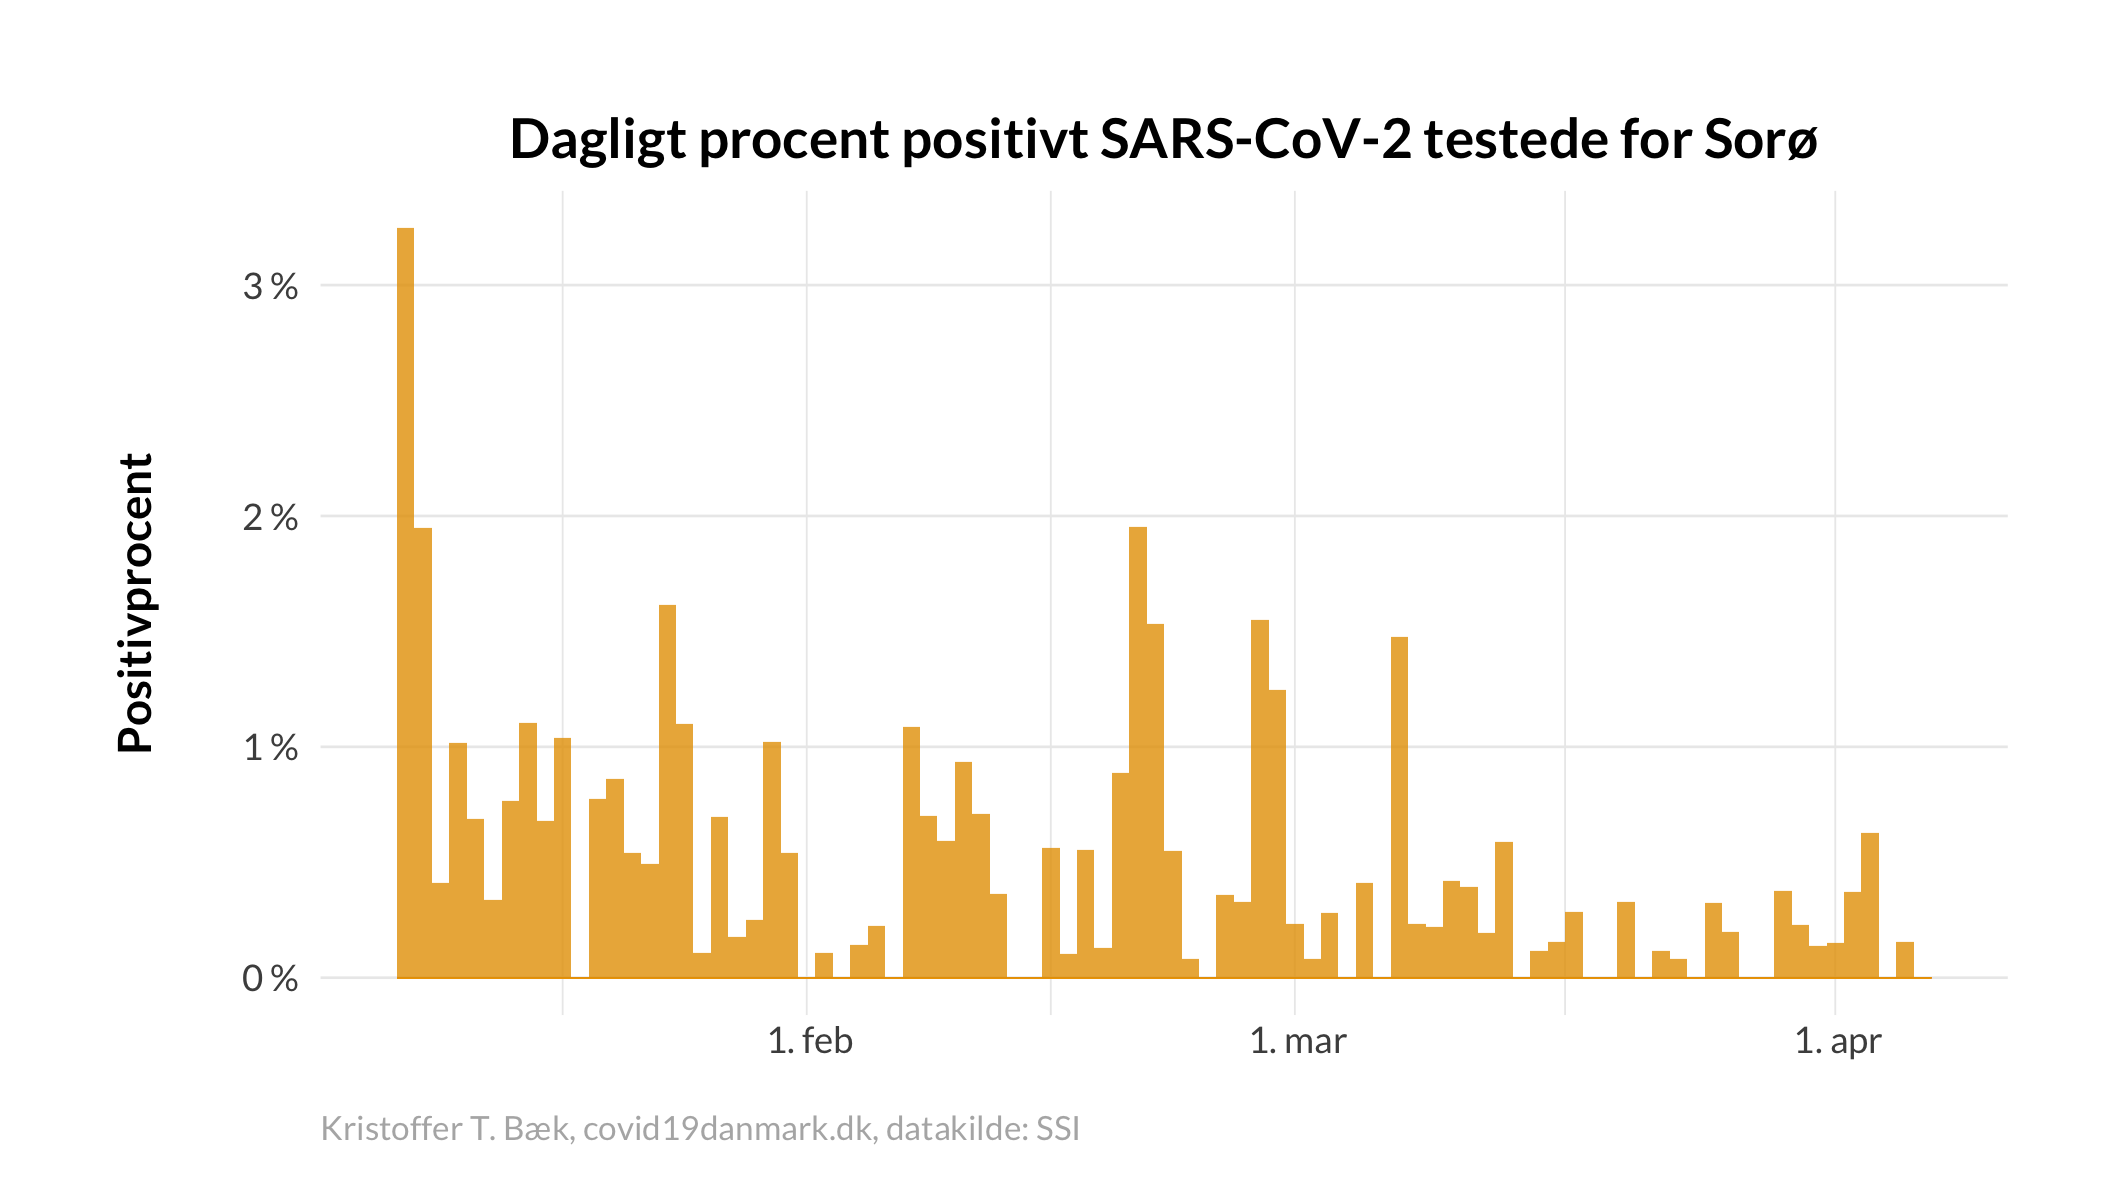 Dagligt procent positivt SARS-CoV-2 testede for Sorø
Positivprocent
3 %
2 %
1 %
0 %
1. feb
1. mar
1. apr
Kristoffer T. Bæk, covid19danmark.dk, datakilde: SSI